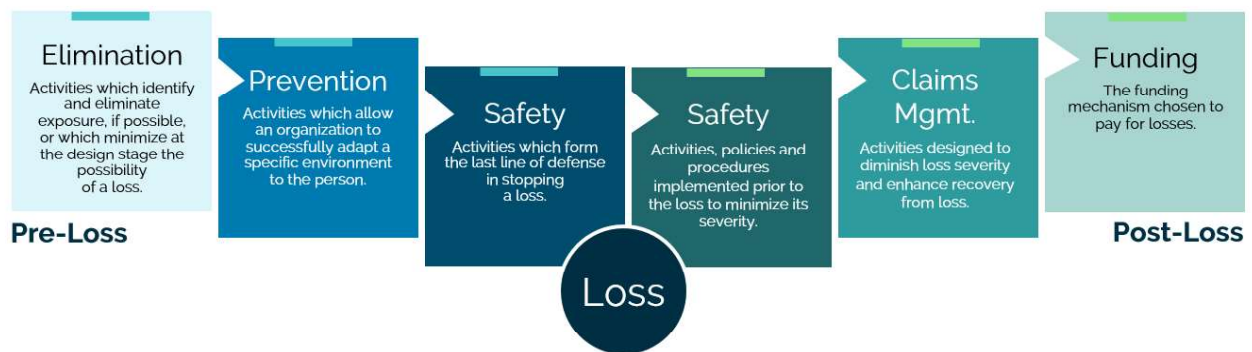 Elimination
Activities which identify
and eliminate
exposure, if possible,
or which minimize at
the design stage the
possibility
of a loss.
Pre-Loss
Prevention
Activities which allow
an organization to
successfully adapt a
specific environment
to the person.
Safety
Activities which form
the last line of defense
in stopping
a loss.
Loss
Safety
Activities, policies and
procedures
implemented prior to
the loss to minimize its
severity.
Claims
Mgmt.
Activities designed to
diminish loss severity
and enhance recovery
from loss.
Funding
The funding
mechanism chosen to
pay for losses.
Post-Loss